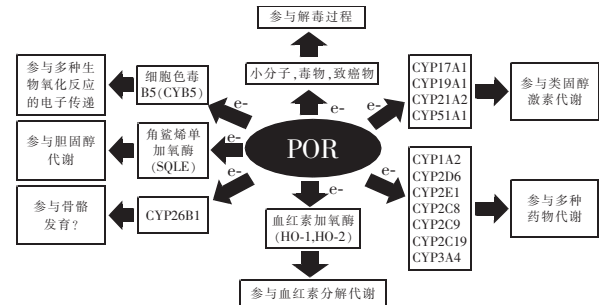 参与解毒过程
小分子,毒物,致癌物
e-
参与多种生
物氧化反应
的电子传递
细胞色毒
B5(CYB5)
e-
CYP17A1
CYP19A1
CYP21A2
CYP51A1
参与类固醇
激素代谢
e-
参与胆固醇
代谢
角鲨烯单
加氧酶
(SQLE)
e-
POR
参与骨骼
发育?
CYP26B1
e-
血红素加氧酶
(HO-1,HO-2)
e-
参与血红素分解代谢
e-
CYP1A2
CYP2D6
CYP2E1
CYP2C8
CYP2C9
CYP2C19
CYP3A4
参与多种
药物代谢